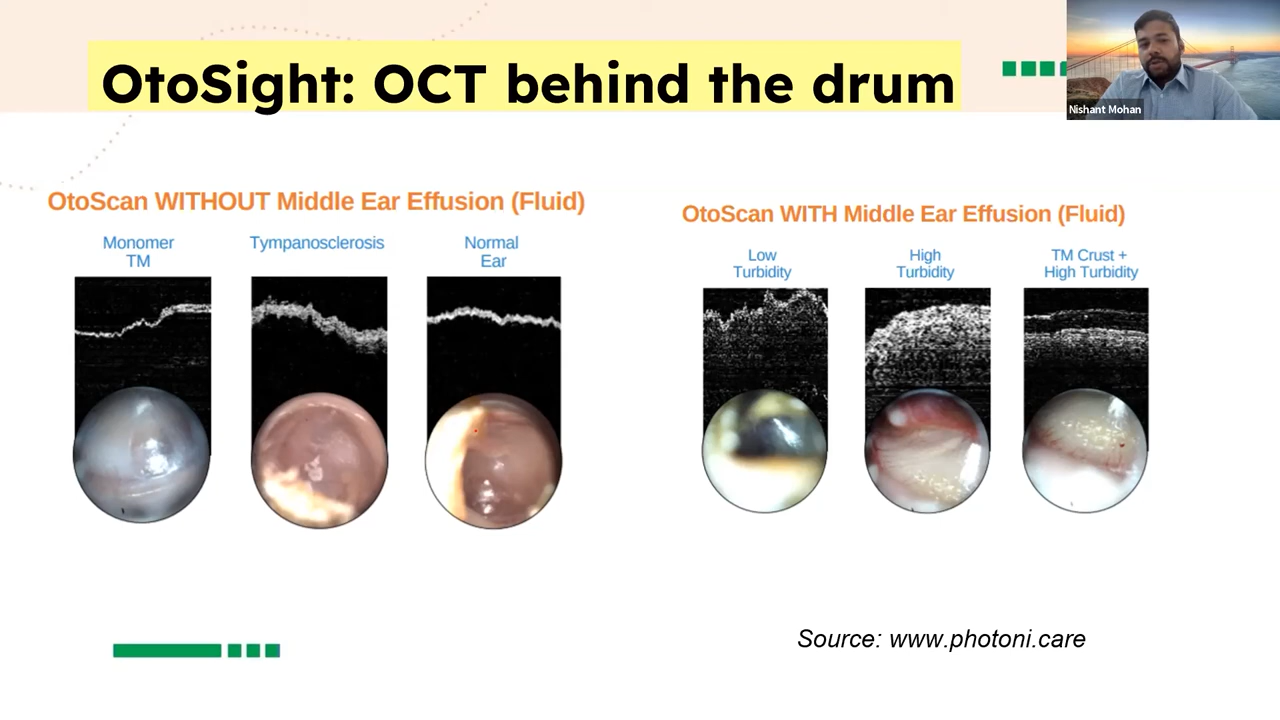 OtoSight: OCT behind the drum
Nishant Mohan
OtoScan WITHOUT Middle Ear Effusion (Fluid)
Monomer
TM
Tympanosclerosis
Normal
Ear
OtoScan WITH Middle Ear Effusion (Fluid)
Low
Turbidity
High
Turbidity
TM Crust +
High Turbidity
Source: www.photoni.care